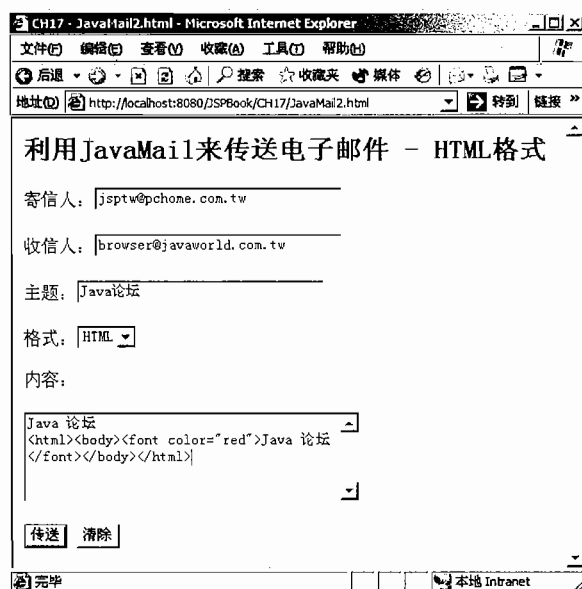 CH17 - JavaMail2.html - Microsoft Internet Explorer
文件(F) 编辑(E) 查看(V) 收藏(A) 工具(T) 帮助(H)
后退 搜索 收藏夹 媒体
地址(D) http://localhost:8080/JSPBook/CH17/JavaMail2.html 转到 链接 »
利用JavaMail来传送电子邮件 - HTML格式
寄信人: jsptw@pchome.com.tw
收信人: browser@javaworld.com.tw
主题: Java论坛
格式: HTML
内容:
Java 论坛
<html><body><font color="red">Java 论坛
</font></body></html>
传送 清除
完毕 本地 Intranet